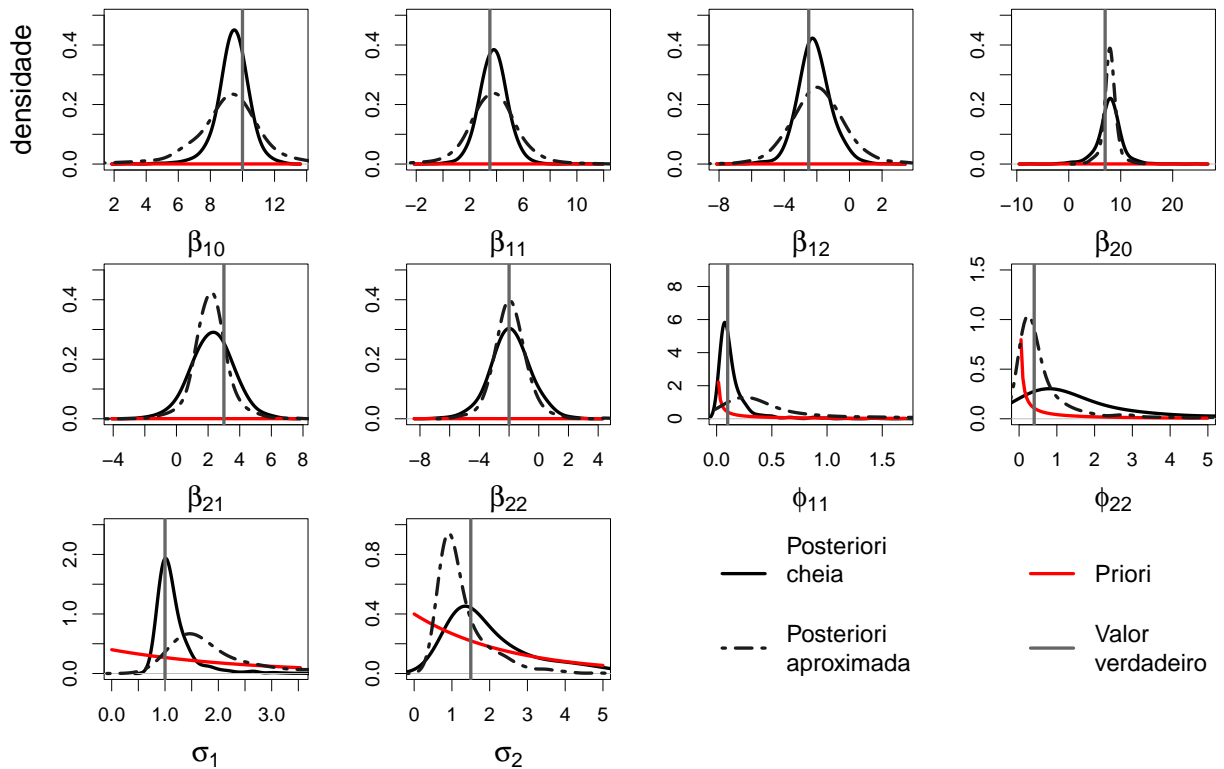 densidade
0.0 0.2 0.4
2 4 6 8 10 12
β10
0.0 0.2 0.4
−2 2 6 10
β11
0.0 0.2 0.4
−8 −4 0 2
β12
0.0 0.2 0.4
−10 0 10 20
β20
0.0 0.2 0.4
−4 0 2 4 6 8
β21
0.0 0.2 0.4
−8 −4 0 2 4
β22
0 2 4 6 8
0.0 0.5 1.0 1.5
ϕ11
0.0 0.5 1.0 1.5
0 1 2 3 4 5
ϕ22
0.0 1.0 2.0
0.0 1.0 2.0 3.0
σ1
0.0 0.4 0.8
0 1 2 3 4 5
σ2
Posteriori
cheia
Priori
Posteriori
aproximada
Valor
verdadeiro